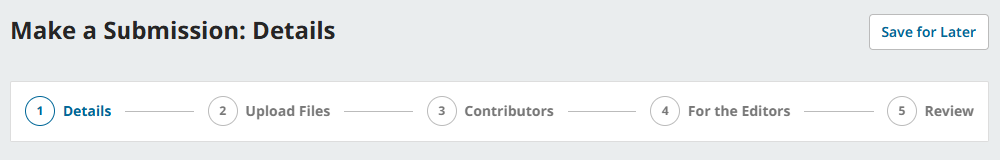 Make a Submission: Details
Save for Later
1 Details 2 Upload Files 3 Contributors 4 For the Editors 5 Review